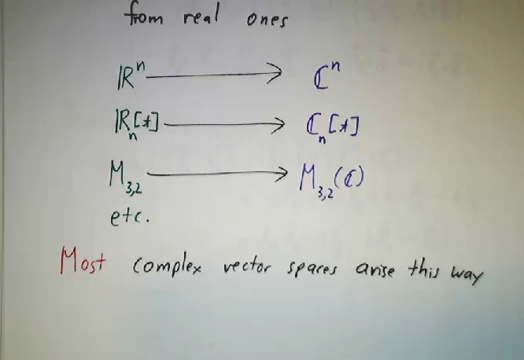 from real ones
ℝⁿ ⟶ ℂⁿ
ℝₙ[t] ⟶ ℂₙ[t]
M₃,₂ ⟶ M₃,₂(ℂ)
etc.
Most complex vector spaces arise this way